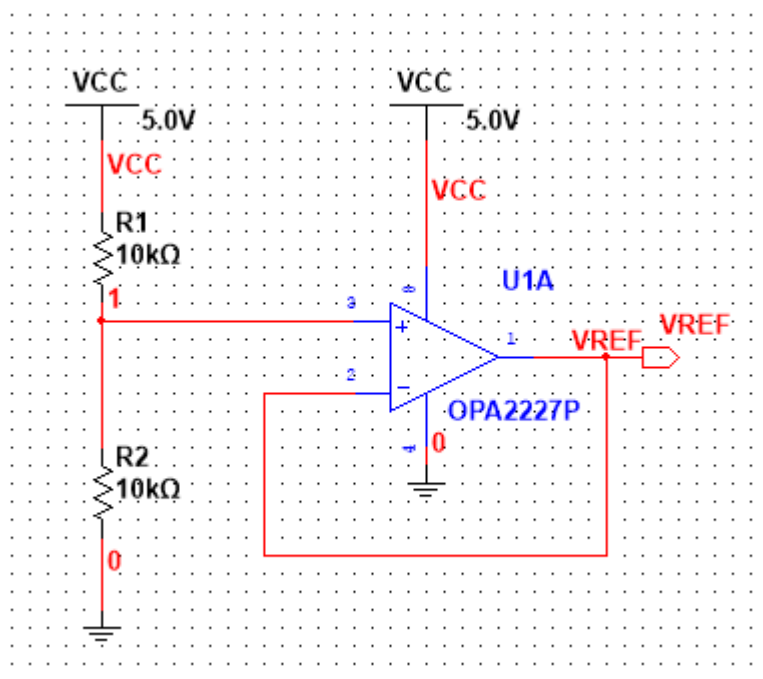 VCC
5.0V
VCC
R1
10kΩ
1
R2
10kΩ
0
VCC
5.0V
VCC
8
U1A
3
+
2
−
1
OPA2227P
4
0
VREF
VREF